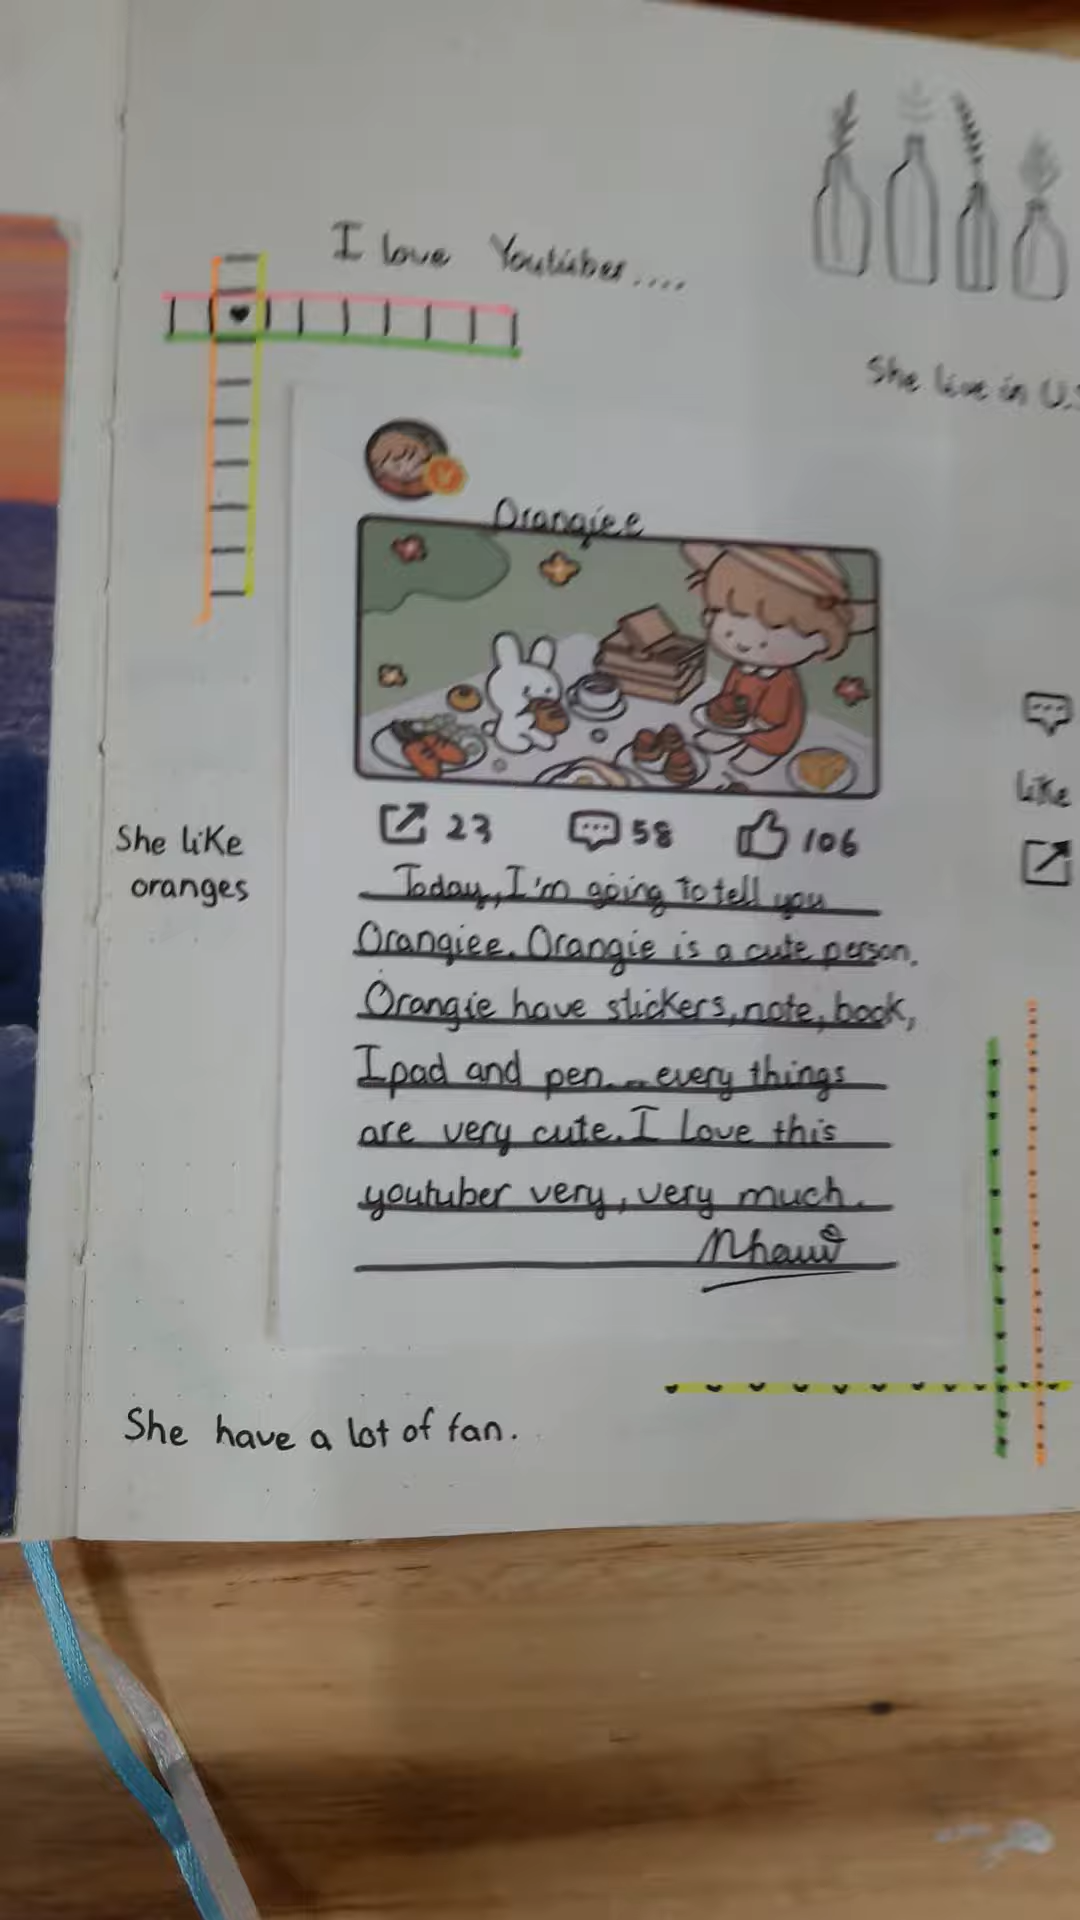 I love Youtuber....
She live in U.S
Orangiee
23 58 106
She like
oranges
like
Today, I'm going to tell you
Orangiee. Orangie is a cute person.
Orangie have stickers, note, book,
Ipad and pen... every things
are very cute. I Love this
youtuber very, very much.
She have a lot of fan.